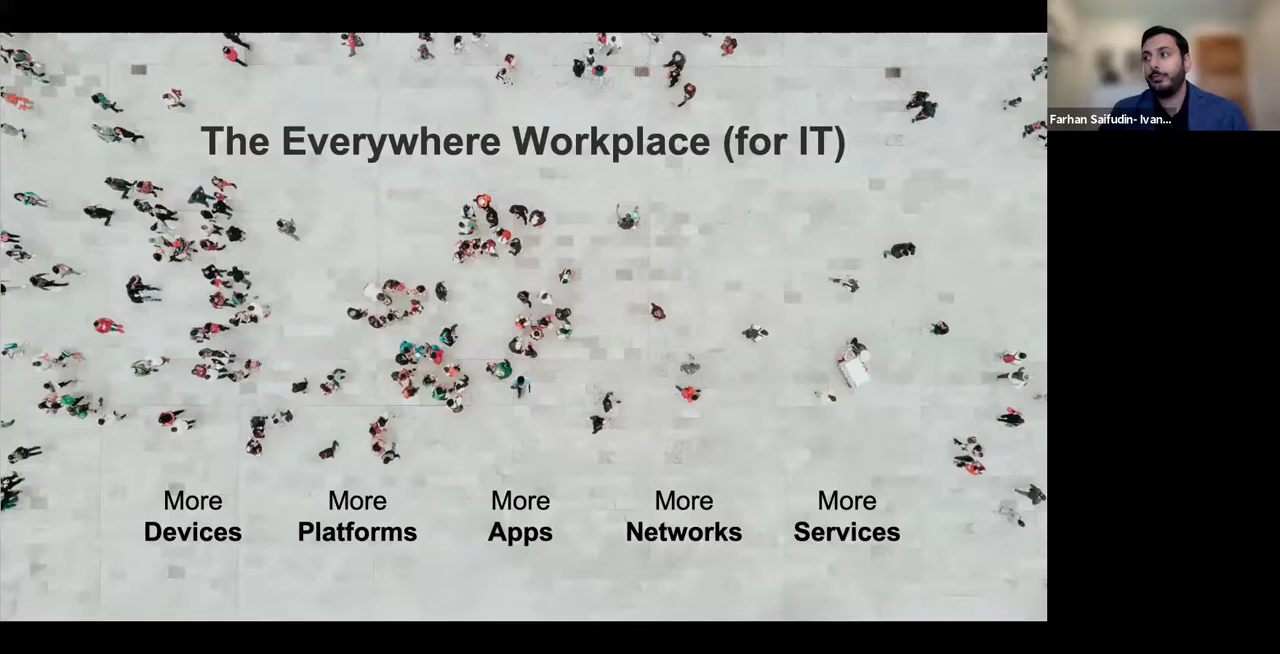 The Everywhere Workplace (for IT)
Farhan Saifudin- Ivan...
More
Devices
More
Platforms
More
Apps
More
Networks
More
Services